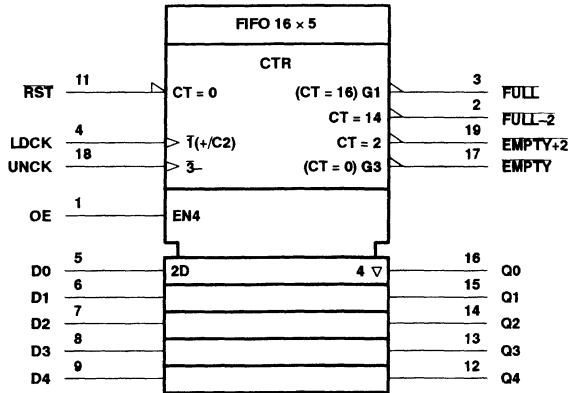 FIFO 16 × 5
CTR
RST 11 CT = 0 (CT = 16) G1 3 FULL
CT = 14 2 FULL–2
LDCK 4 1(+/C2) CT = 2 19 EMPTY+2
UNCK 18 3– (CT = 0) G3 17 EMPTY
OE 1 EN4
D0 5 2D 4 ▽ 16 Q0
D1 6 15 Q1
D2 7 14 Q2
D3 8 13 Q3
D4 9 12 Q4